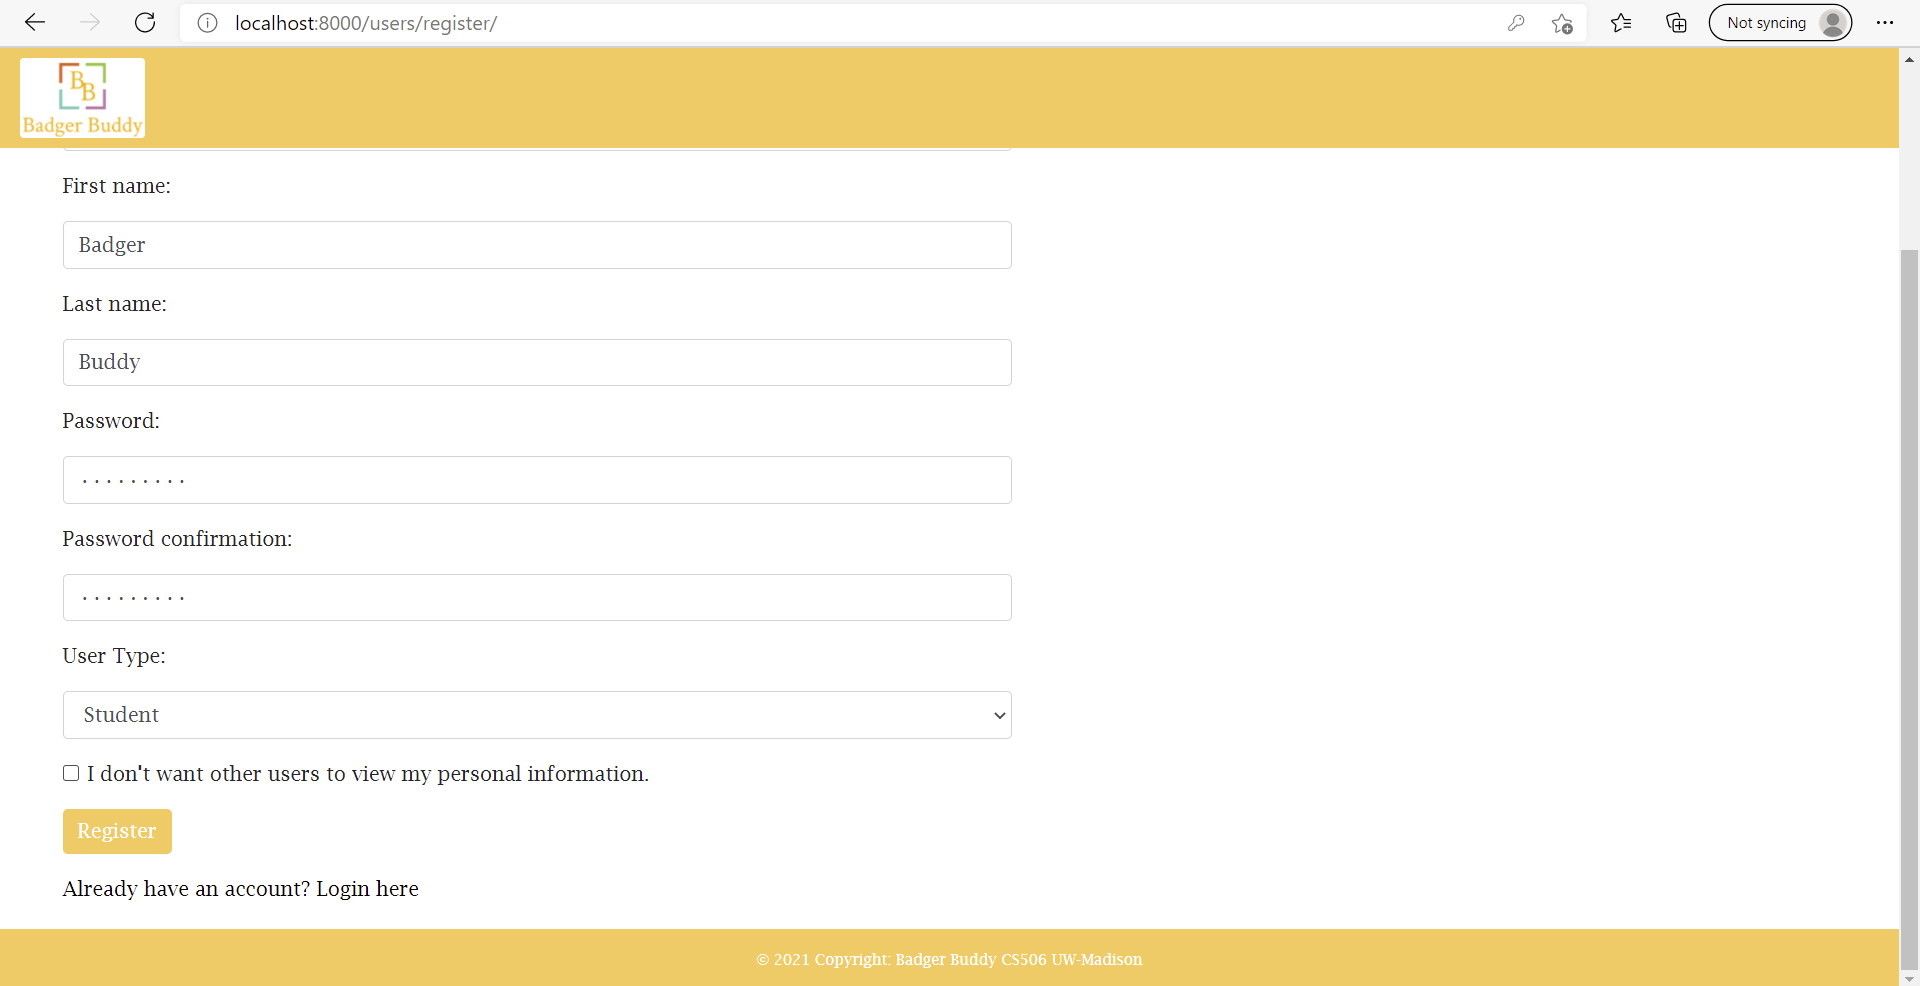 localhost:8000/users/register/
Not syncing
BB
Badger Buddy
First name:
Badger
Last name:
Buddy
Password:
.........
Password confirmation:
.........
User Type:
Student
I don't want other users to view my personal information.
Register
Already have an account? Login here
© 2021 Copyright: Badger Buddy CS506 UW-Madison